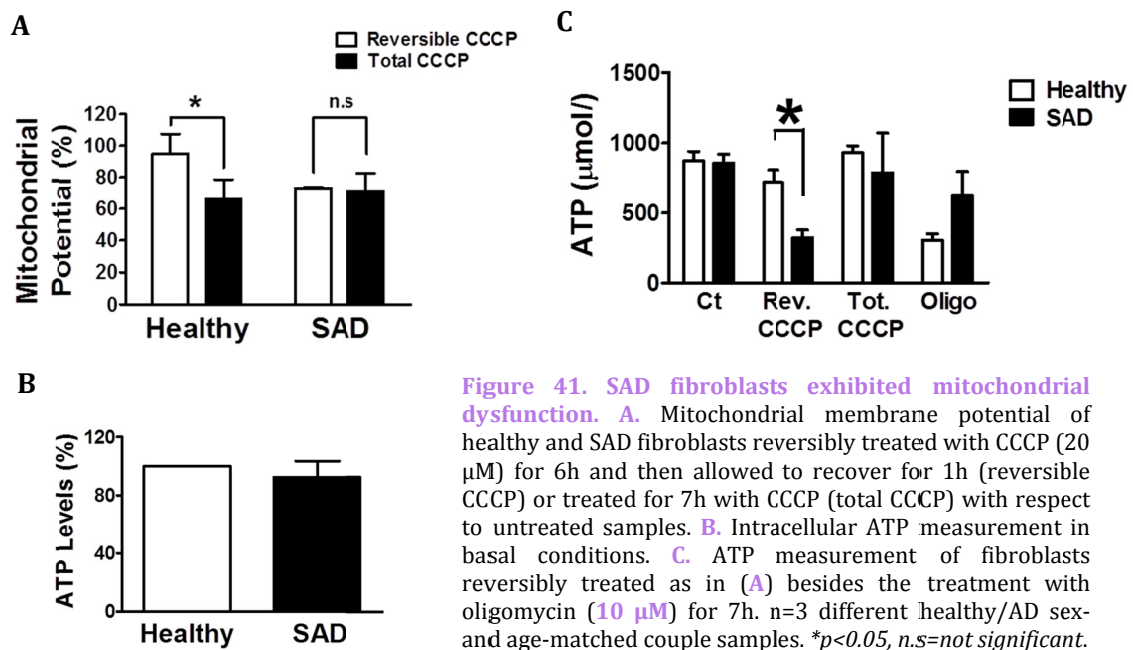 A
Reversible CCCP
Total CCCP
Mitochondrial
Potential (%)
120
100
80
60
40
20
0
*
n.s
Healthy
SAD
C
ATP (µmol/)
1500
1000
500
0
*
Healthy
SAD
Ct
Rev.
CCCP
Tot.
CCCP
Oligo
B
ATP Levels (%)
120
80
40
0
Healthy
SAD
Figure 41. SAD fibroblasts exhibited mitochondrial
dysfunction. A. Mitochondrial membrane potential of
healthy and SAD fibroblasts reversibly treated with CCCP (20
µM) for 6h and then allowed to recover for 1h (reversible
CCCP) or treated for 7h with CCCP (total CCCP) with respect
to untreated samples. B. Intracellular ATP measurement in
basal conditions. C. ATP measurement of fibroblasts
reversibly treated as in (A) besides the treatment with
oligomycin (10 µM) for 7h. n=3 different healthy/AD sex-
and age-matched couple samples. *p<0.05, n.s=not significant.